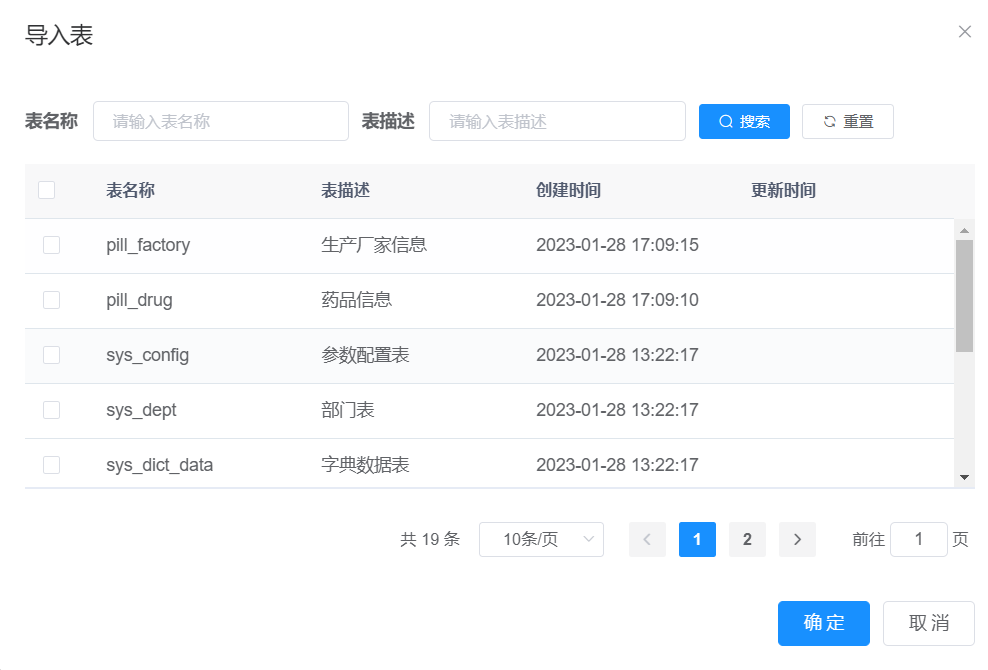 导入表
表名称 请输入表名称 表描述 请输入表描述 搜索 重置
表名称 表描述 创建时间 更新时间
pill_factory 生产厂家信息 2023-01-28 17:09:15
pill_drug 药品信息 2023-01-28 17:09:10
sys_config 参数配置表 2023-01-28 13:22:17
sys_dept 部门表 2023-01-28 13:22:17
sys_dict_data 字典数据表 2023-01-28 13:22:17
共 19 条 10条/页 1 2 前往 1 页
确 定 取 消